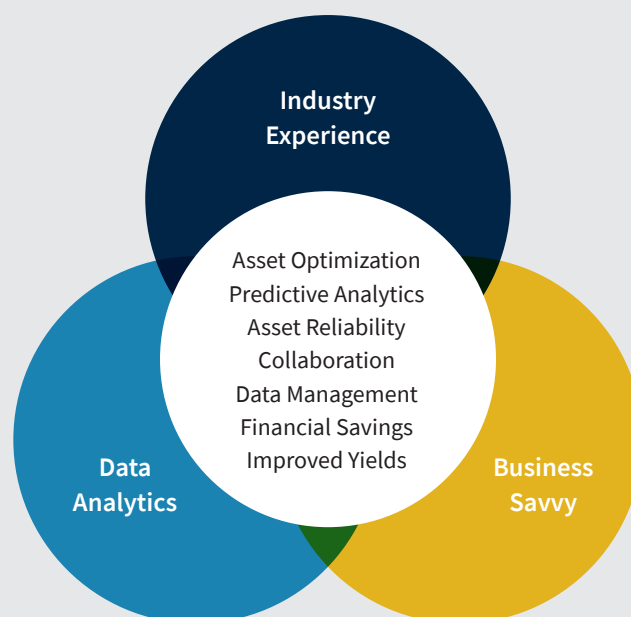 Industry
Experience
Asset Optimization
Predictive Analytics
Asset Reliability
Collaboration
Data Management
Financial Savings
Improved Yields
Data
Analytics
Business
Savvy